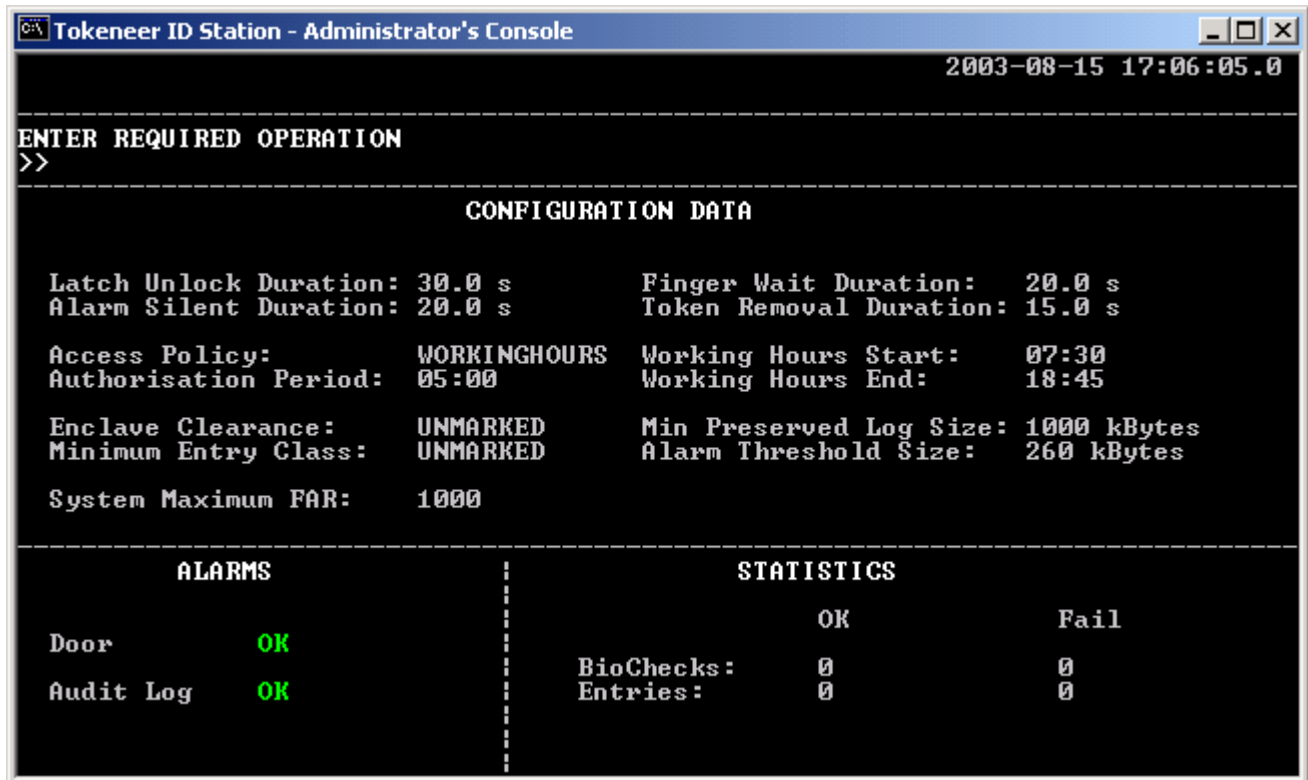 Tokeneer ID Station - Administrator's Console
2003-08-15 17:06:05.0
ENTER REQUIRED OPERATION
>>
CONFIGURATION DATA
Latch Unlock Duration: 30.0 s Finger Wait Duration: 20.0 s
Alarm Silent Duration: 20.0 s Token Removal Duration: 15.0 s
Access Policy: WORKINGHOURS Working Hours Start: 07:30
Authorisation Period: 05:00 Working Hours End: 18:45
Enclave Clearance: UNMARKED Min Preserved Log Size: 1000 kBytes
Minimum Entry Class: UNMARKED Alarm Threshold Size: 260 kBytes
System Maximum FAR: 1000
ALARMS STATISTICS
OK Fail
Door OK
BioChecks: 0 0
Audit Log OK Entries: 0 0